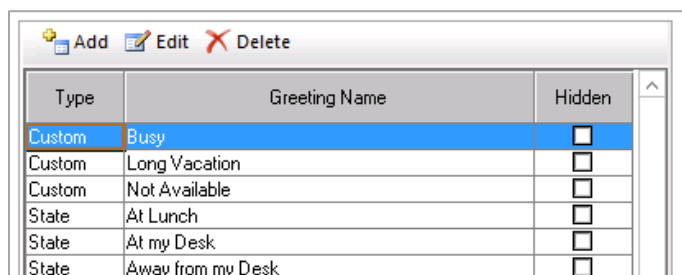 Add Edit Delete
Type Greeting Name Hidden
Custom Busy
Custom Long Vacation
Custom Not Available
State At Lunch
State At my Desk
State Away from my Desk